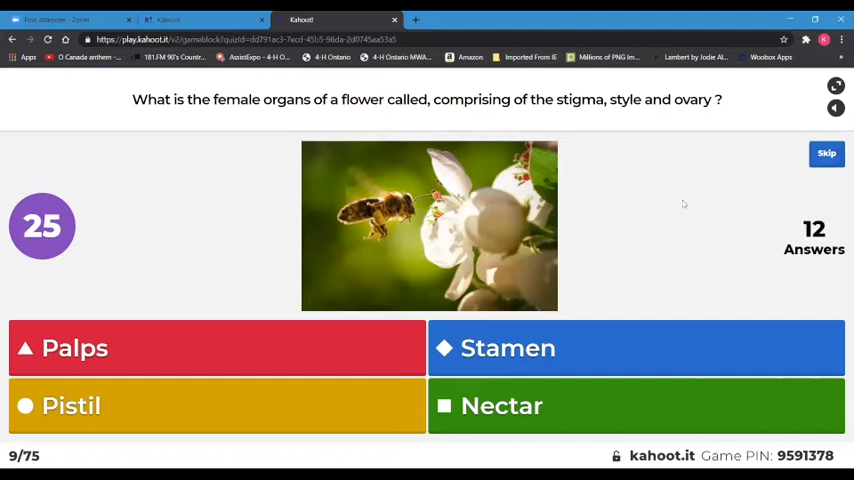 Post Attendee - Zoom
Kahoot!
Kahoot!
https://play.kahoot.it/v2/gameblock?quizId=dd791ac3-7ecd-45b5-96da-2d0745aa53a5
K
Apps
O Canada anthem -...
181.FM 90's Countr...
AssistExpo - 4-H O...
4-H Ontario
4-H Ontario MWA...
Amazon
Imported From IE
Millions of PNG Im...
Lambert by Jodie Al...
Woobox Apps
What is the female organs of a flower called, comprising of the stigma, style and ovary ?
Skip
25
12
Answers
Palps
Stamen
Pistil
Nectar
9/75
kahoot.it Game PIN: 9591378